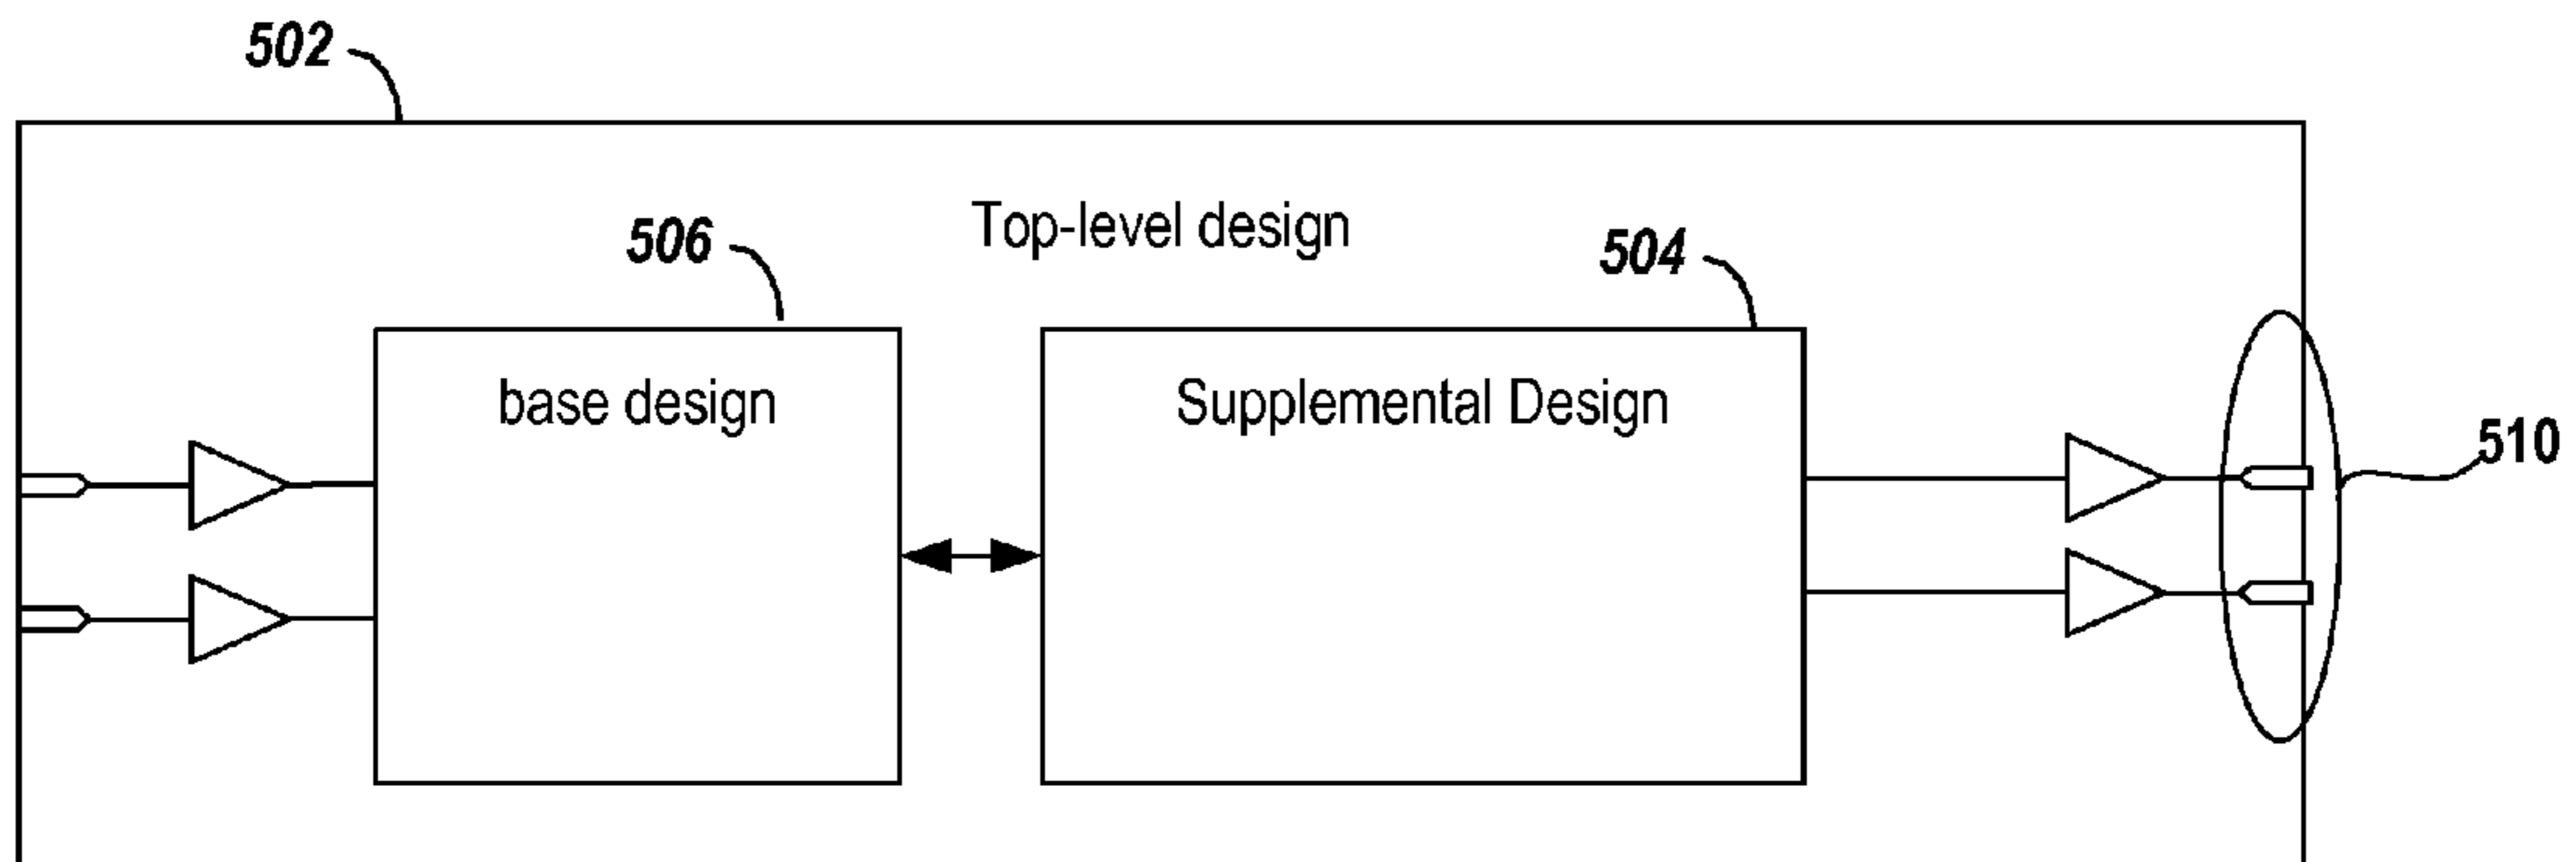 502
Top-level design
506
504
base design
Supplemental Design
510